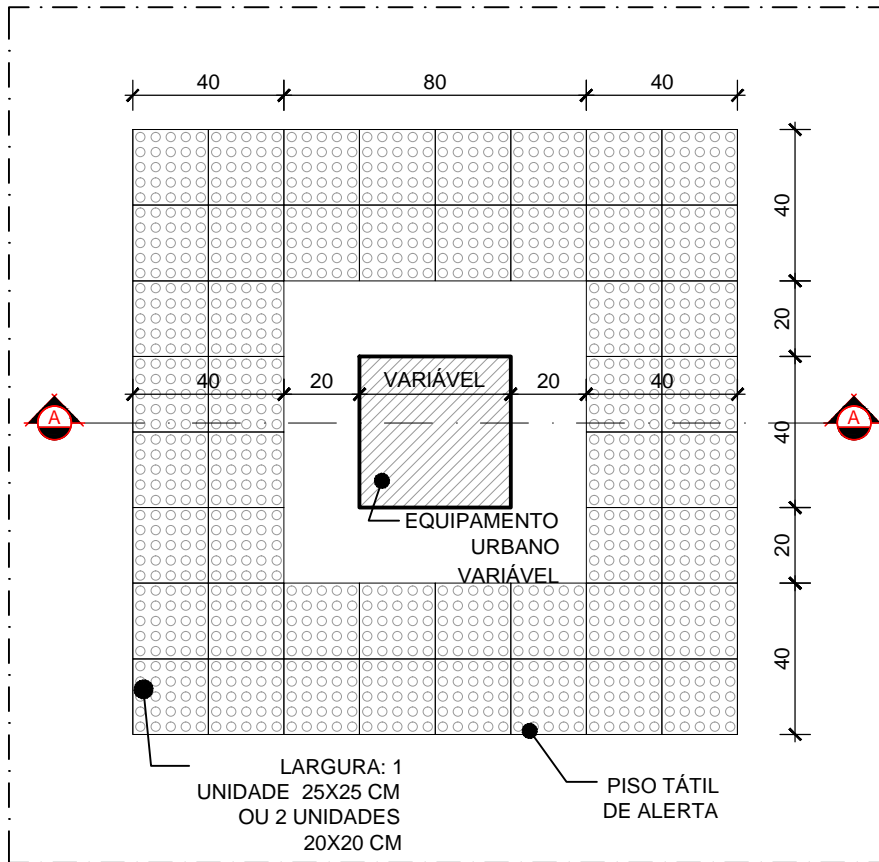 40 80 40
40
20
40 20 VARIÁVEL 20 40
A A
40
EQUIPAMENTO
URBANO
VARIÁVEL
20
40
LARGURA: 1
UNIDADE 25X25 CM
OU 2 UNIDADES
20X20 CM
PISO TÁTIL
DE ALERTA